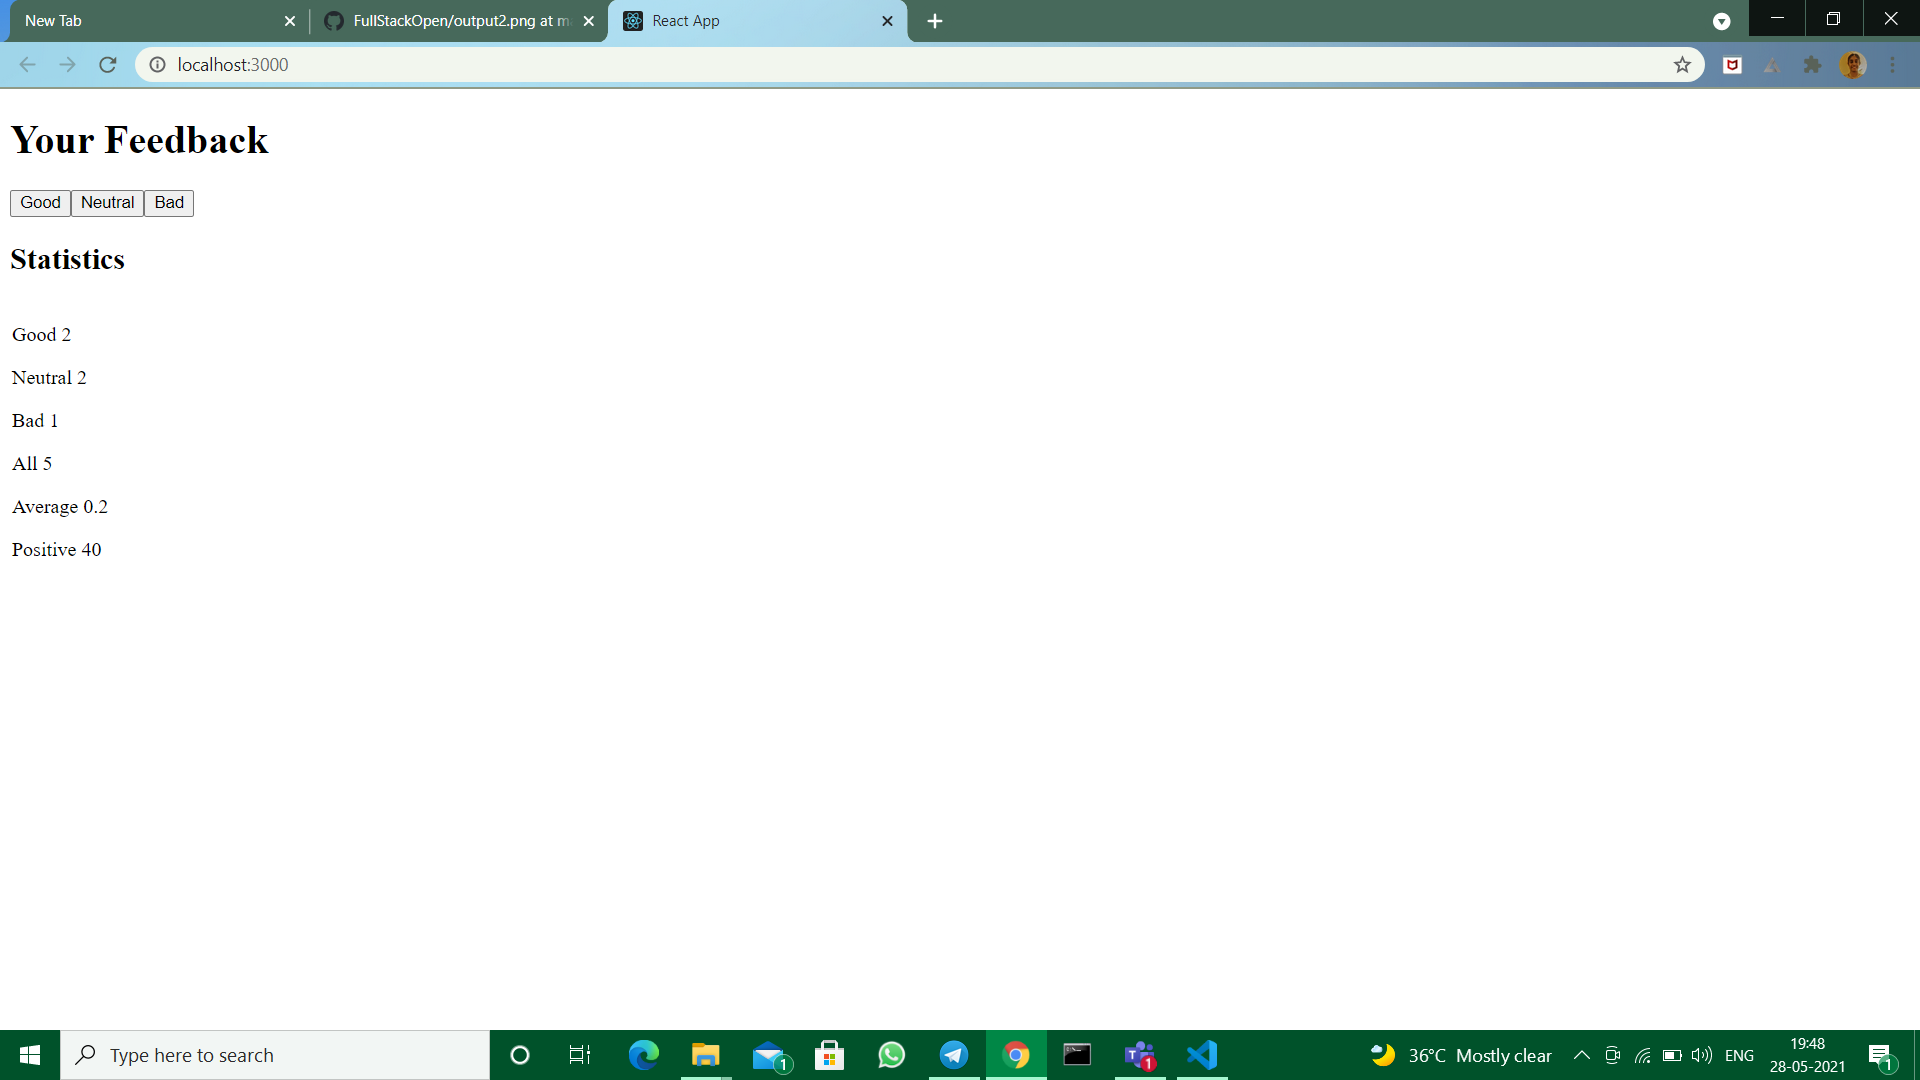 New Tab
FullStackOpen/output2.png at m
React App
localhost:3000
Your Feedback
Good Neutral Bad
Statistics
Good 2
Neutral 2
Bad 1
All 5
Average 0.2
Positive 40
Type here to search
1
T
1
36°C Mostly clear
ENG
19:48
28-05-2021
1